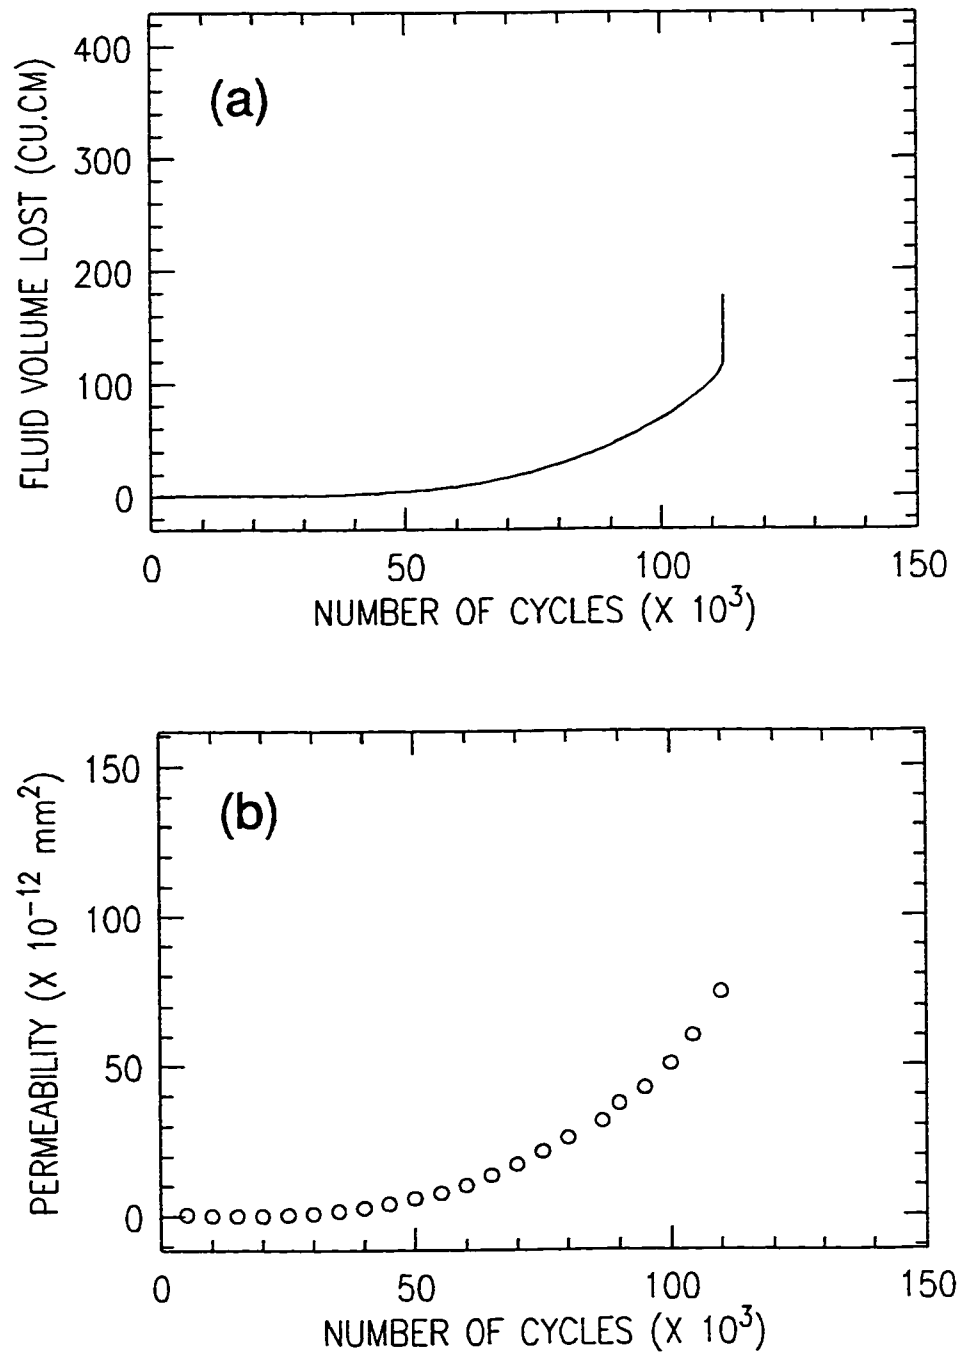 (a)
FLUID VOLUME LOST (CU.CM)
400
300
200
100
0
0 50 100 150
NUMBER OF CYCLES (X 10³)
(b)
PERMEABILITY (X 10⁻¹² mm²)
150
100
50
0
0 50 100 150
NUMBER OF CYCLES (X 10³)